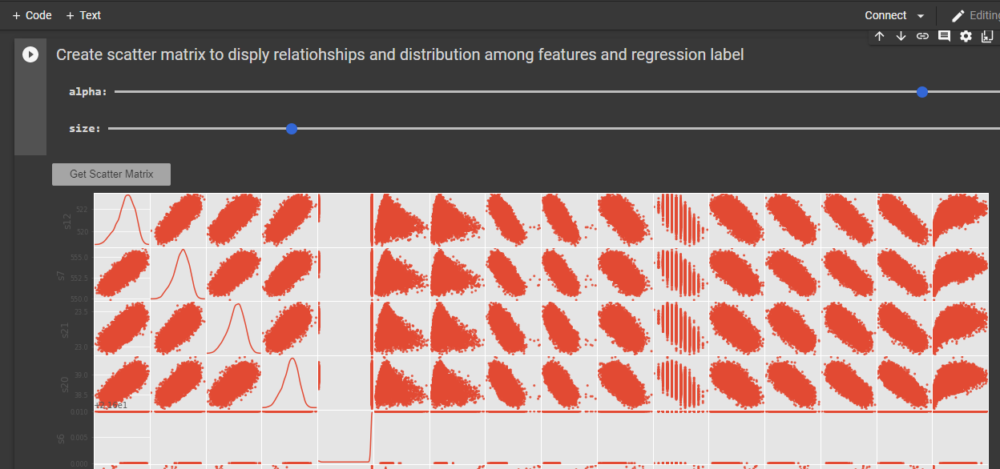 + Code + Text Connect Editing
Create scatter matrix to disply relatiohships and distribution among features and regression label
alpha:
size:
Get Scatter Matrix
s12
522
520
s7
555.0
552.5
550.0
s21
23.5
23.0
s20
39.0
38.5
+2.16e1
s6
0.010
0.005
0.000